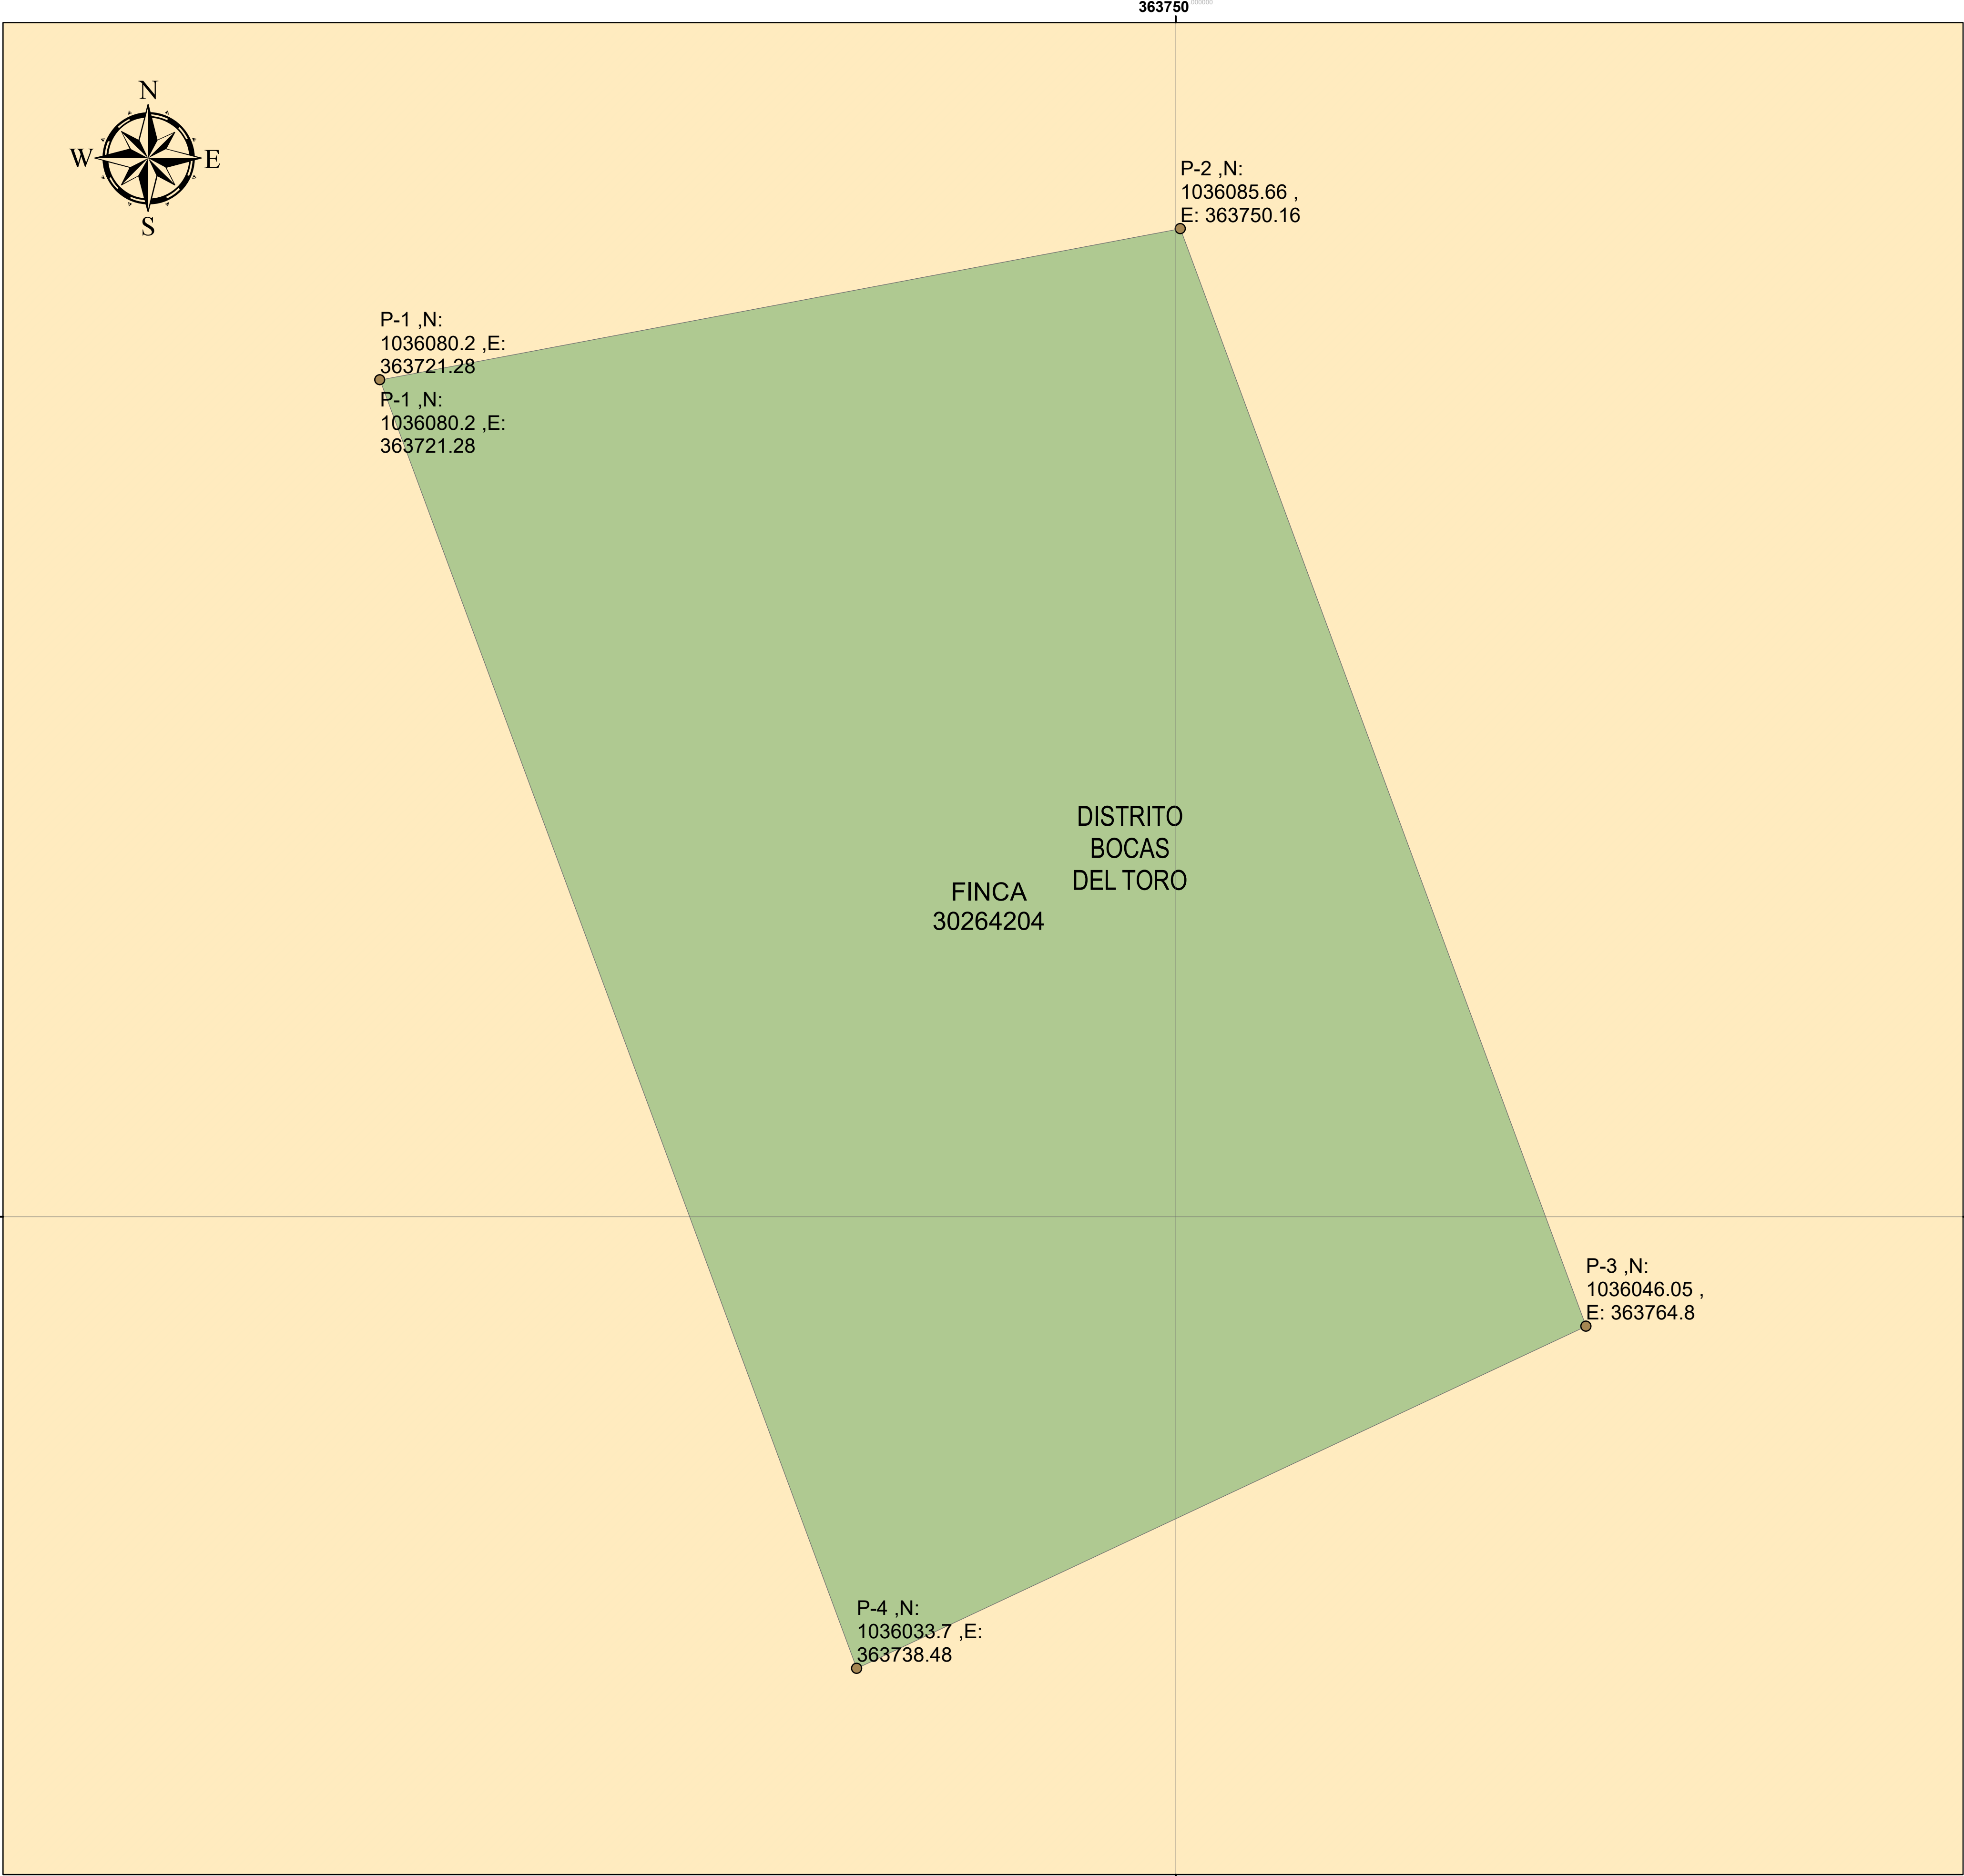 363750
.000000
N
W
E
S
P-2 ,N:
1036085.66 ,
E: 363750.16
P-1 ,N:
1036080.2 ,E:
363721.28
P-1 ,N:
1036080.2 ,E:
363721.28
DISTRITO
BOCAS
DEL TORO
FINCA
30264204
P-3 ,N:
1036046.05 ,
E: 363764.8
P-4 ,N:
1036033.7 ,E:
363738.48